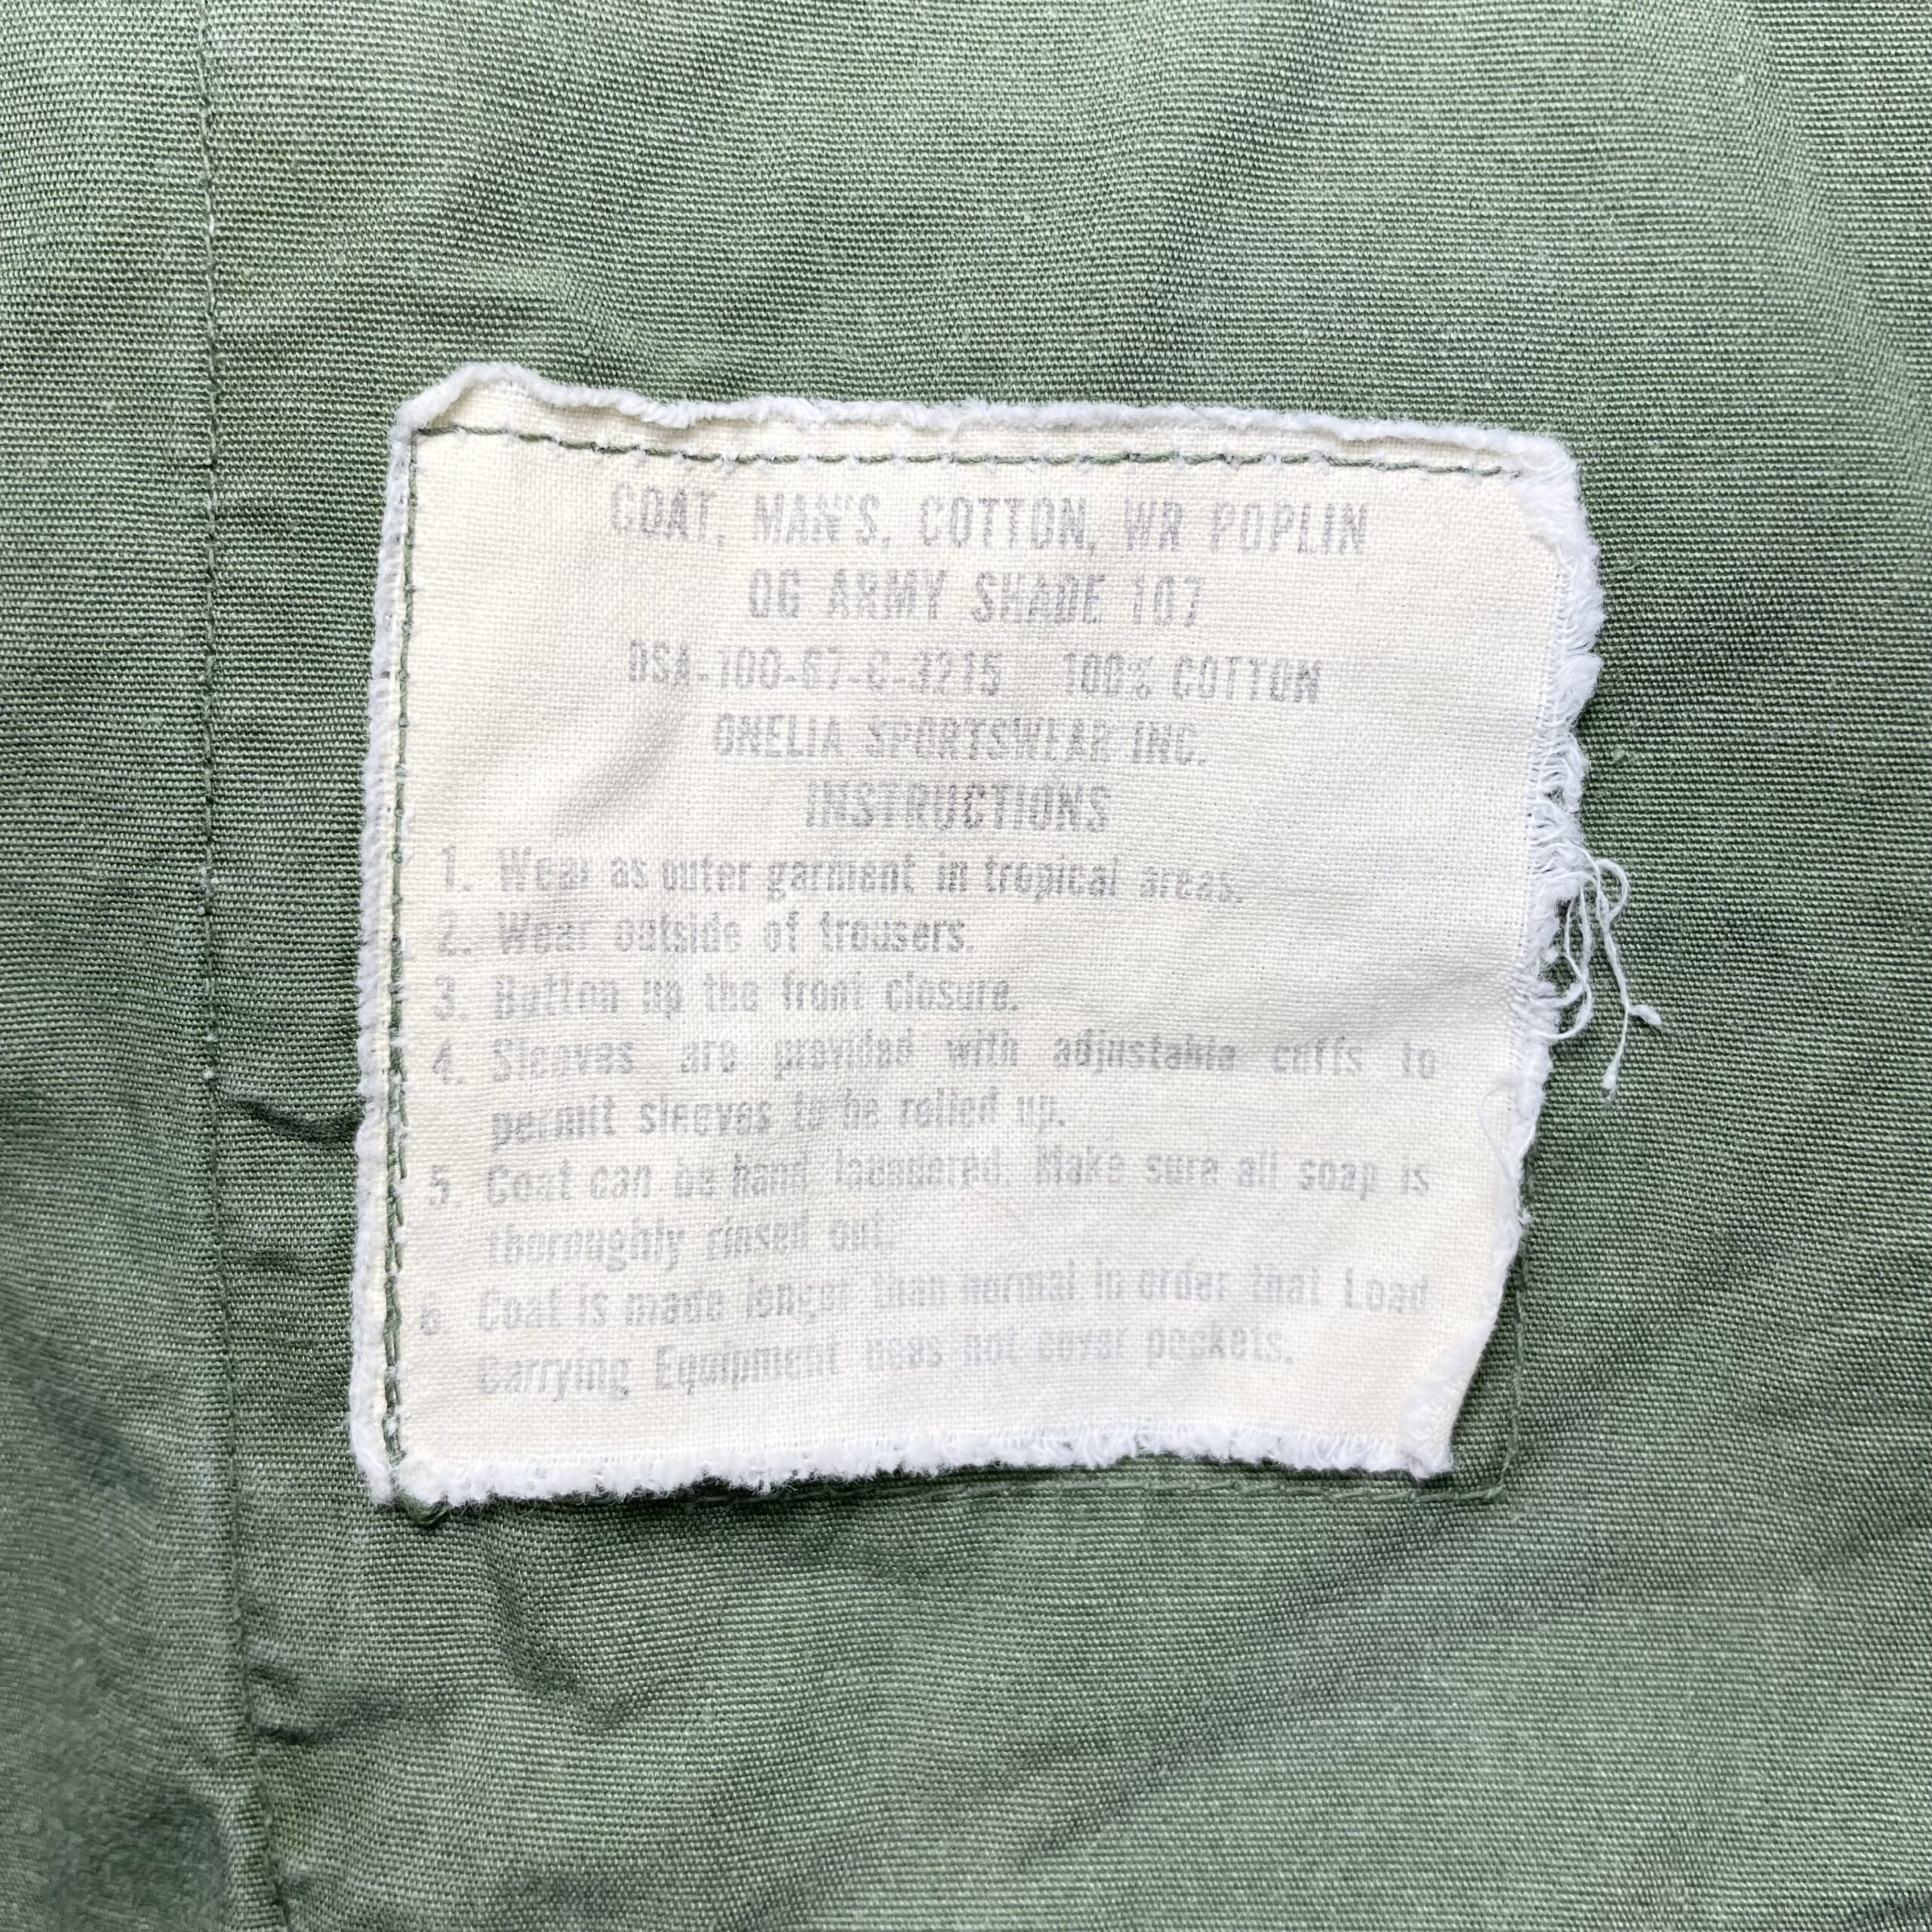 COAT, MAN'S, COTTON, WR POPLIN
OG ARMY SHADE 107
DSA-100-67-C-3215 100% COTTON
ONELIA SPORTSWEAR INC.
INSTRUCTIONS
1. Wear as outer garment in tropical areas.
2. Wear outside of trousers.
3. Button up the front closure.
4. Sleeves are provided with adjustable cuffs to
permit sleeves to be rolled up.
5. Coat can be hand laundered. Make sure all soap is
thoroughly rinsed out.
6. Coat is made longer than normal in order that Load
Carrying Equipment does not cover pockets.